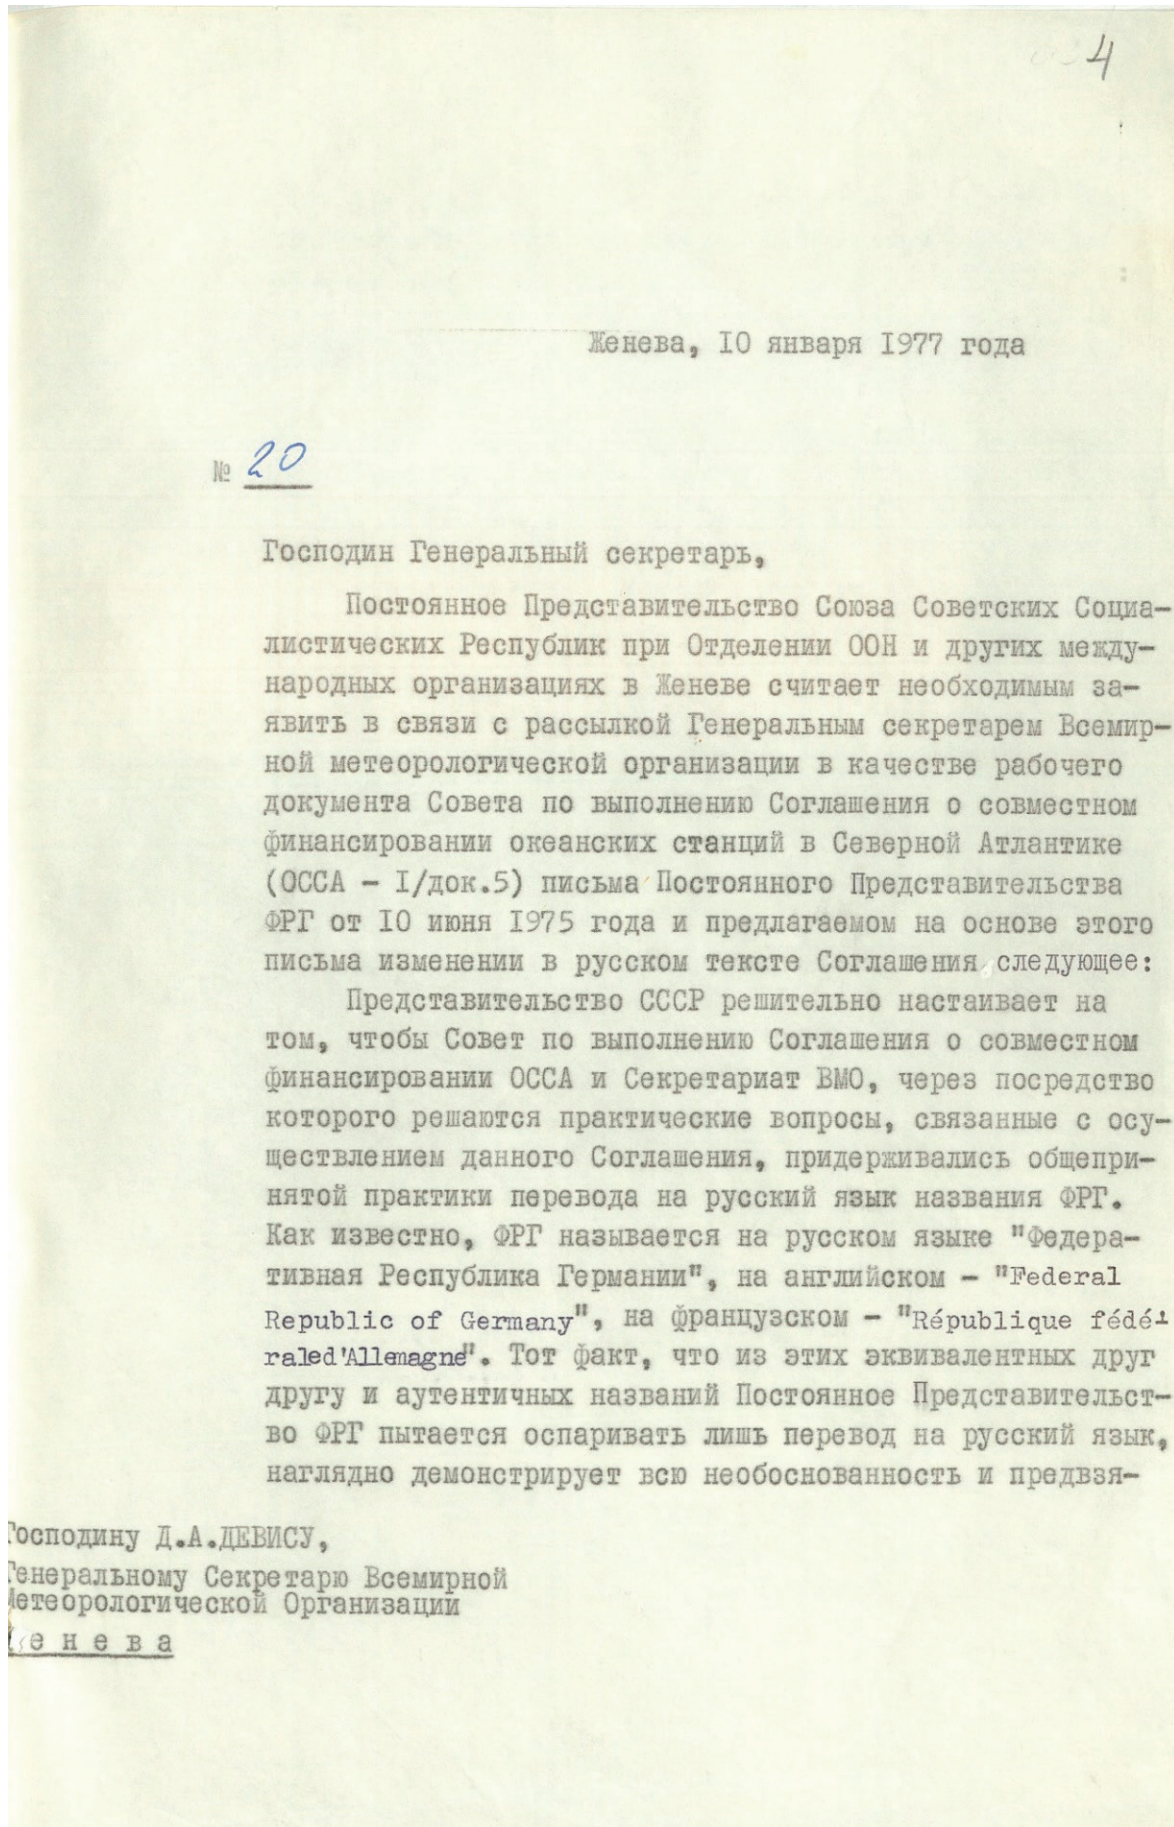 4
Женева, 10 января 1977 года
№ 20
Господин Генеральный секретарь,
Постоянное Представительство Союза Советских Социа-
листических Республик при Отделении ООН и других между-
народных организациях в Женеве считает необходимым за-
явить в связи с рассылкой Генеральным секретарем Всемир-
ной метеорологической организации в качестве рабочего
документа Совета по выполнению Соглашения о совместном
финансировании океанских станций в Северной Атлантике
(ОССА - I/док.5) письма Постоянного Представительства
ФРГ от 10 июня 1975 года и предлагаемом на основе этого
письма изменении в русском тексте Соглашения следующее:
Представительство СССР решительно настаивает на
том, чтобы Совет по выполнению Соглашения о совместном
финансировании ОССА и Секретариат ВМО, через посредство
которого решаются практические вопросы, связанные с осу-
ществлением данного Соглашения, придерживались общепри-
нятой практики перевода на русский язык названия ФРГ.
Как известно, ФРГ называется на русском языке "Федера-
тивная Республика Германии", на английском - "Federal
Republic of Germany", на французском - "République fédé-
raled'Allemagne". Тот факт, что из этих эквивалентных друг
другу и аутентичных названий Постоянное Представительст-
во ФРГ пытается оспаривать лишь перевод на русский язык,
наглядно демонстрирует всю необоснованность и предвзя-
Господину Д.А.ДЕВИСУ,
Генеральному Секретарю Всемирной
Метеорологической Организации
Женева